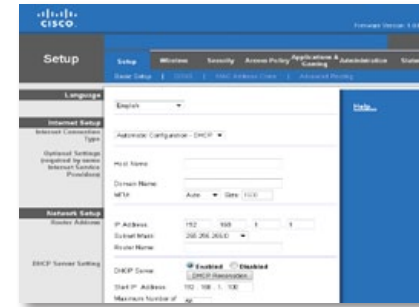 CISCO.
Firmware Version
Setup
Setup Wireless Security Access Policy Applications & Gaming Administration Status
Basic Setup | DDNS | MAC Address Clone | Advanced Routing
Language
English
Help...
Internet Setup
Internet Connection Type
Automatic Configuration - DHCP
Optional Settings (required by some Internet Service Providers)
Host Name:
Domain Name:
MTU: Auto Size: 1500
Network Setup
Router Address
IP Address: 192 . 168 . 1 . 1
Subnet Mask: 255.255.255.0
Router Name:
DHCP Server Setting
DHCP Server: Enabled Disabled
DHCP Reservation
Start IP Address: 192 . 168 . 1. 100
Maximum Number of